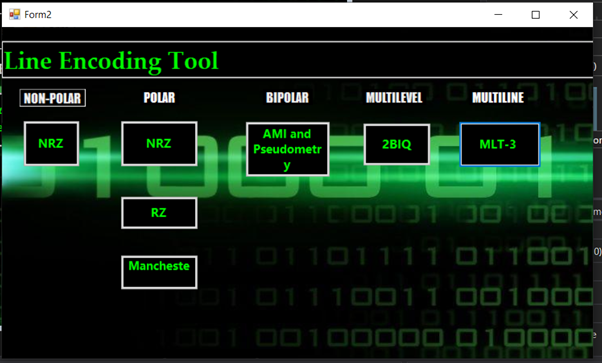 Form2
Line Encoding Tool
NON-POLAR POLAR BIPOLAR MULTILEVEL MULTILINE
NRZ NRZ AMI and Pseudometry 2BIQ MLT-3
RZ
Mancheste